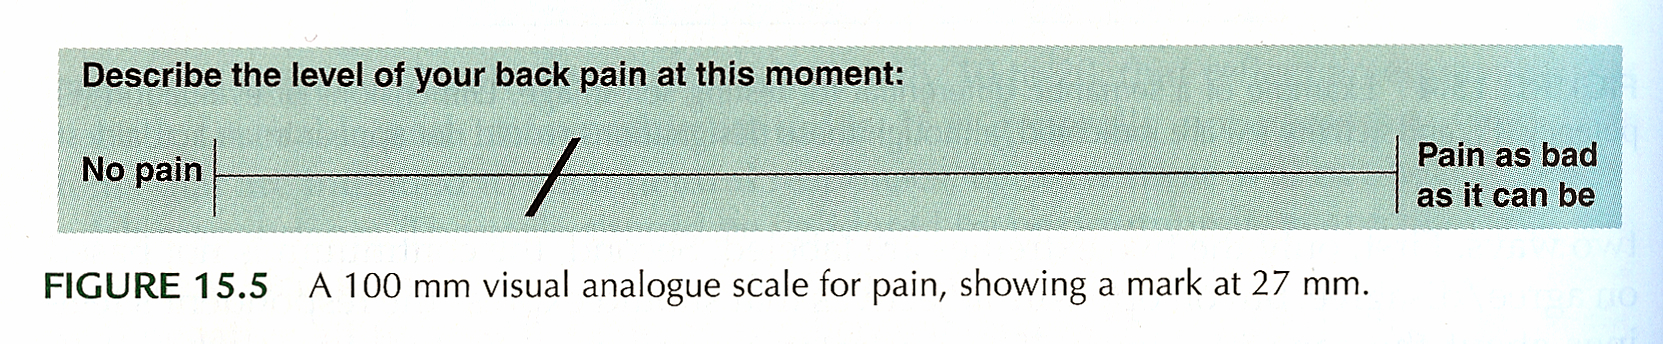 Describe the level of your back pain at this moment:
No pain
Pain as bad
as it can be
FIGURE 15.5 A 100 mm visual analogue scale for pain, showing a mark at 27 mm.